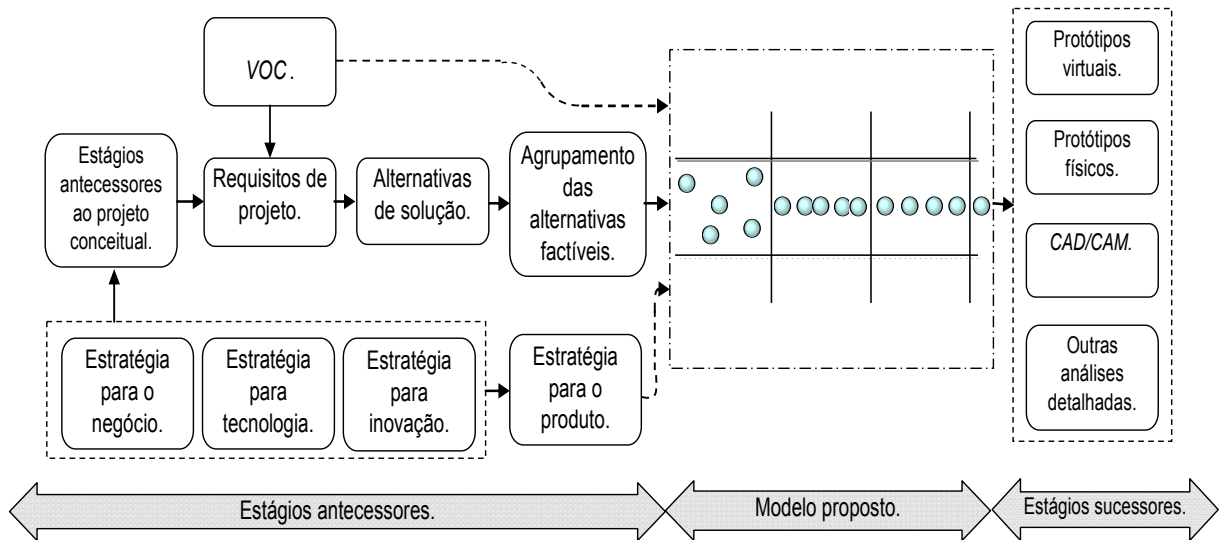 VOC.
Estágios
antecessores
ao projeto
conceitual.
Requisitos de
projeto.
Alternativas
de solução.
Agrupamento
das
alternativas
factíveis.
Estratégia
para o
negócio.
Estratégia
para
tecnologia.
Estratégia
para
inovação.
Estratégia
para o
produto.
Protótipos
virtuais.
Protótipos
físicos.
CAD/CAM.
Outras
análises
detalhadas.
Estágios antecessores.
Modelo proposto.
Estágios sucessores.